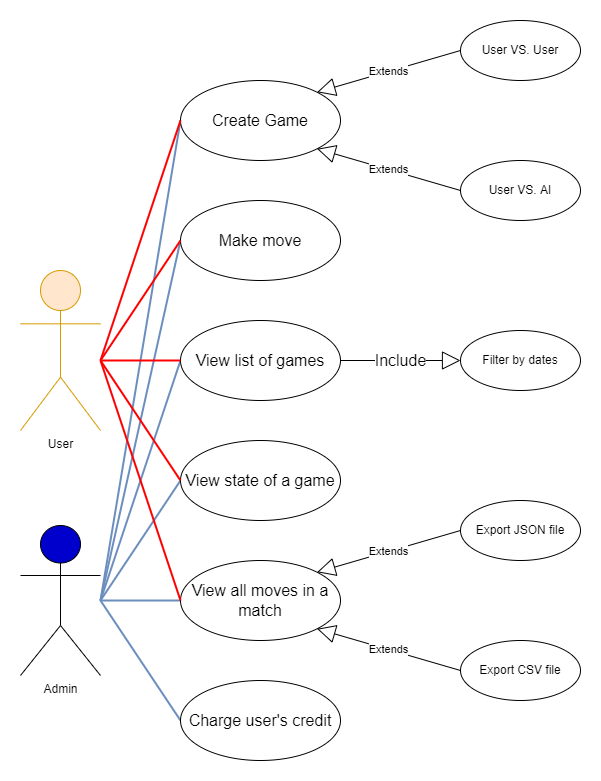 User VS. User
Extends
Create Game
Extends
User VS. AI
Make move
View list of games
Include
Filter by dates
User
View state of a game
Export JSON file
Extends
View all moves in a
match
Extends
Export CSV file
Admin
Charge user's credit